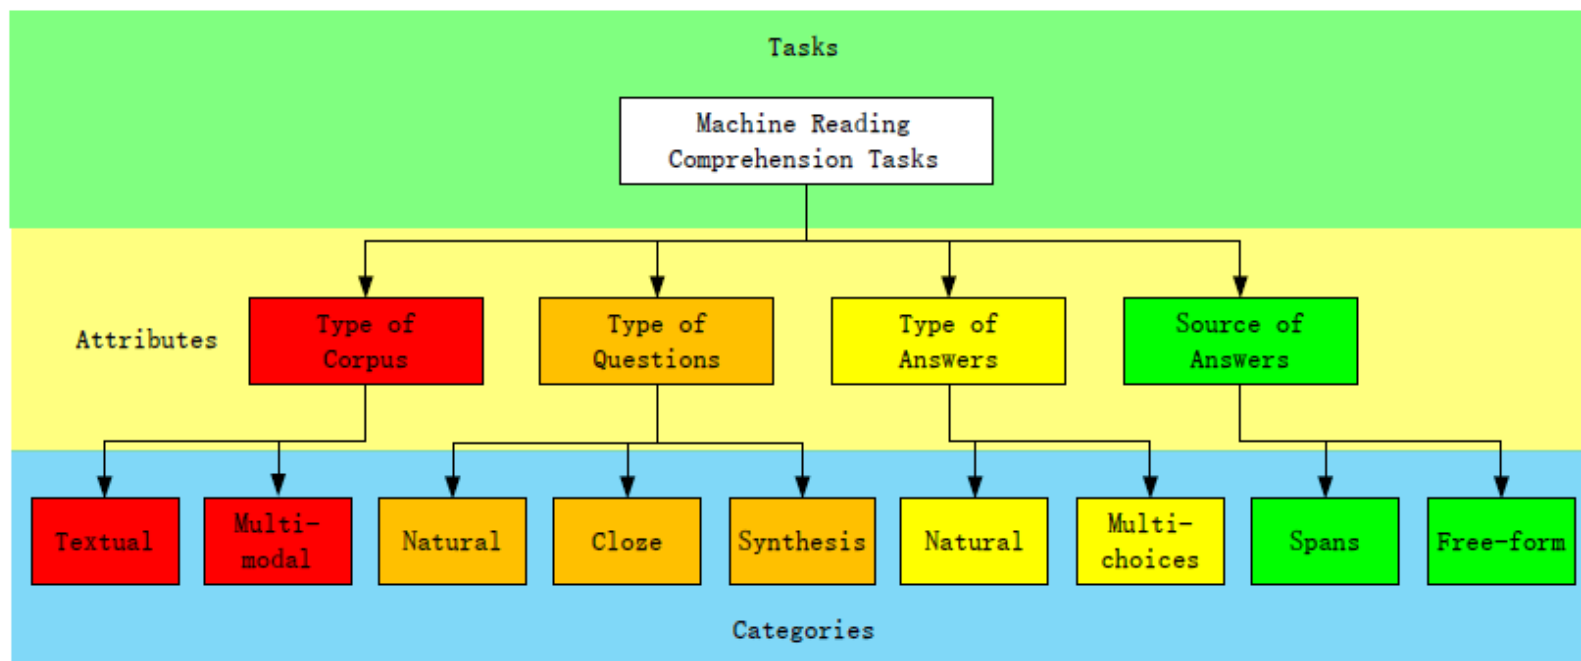 Tasks
Machine Reading
Comprehension Tasks
Attributes
Type of
Corpus
Type of
Questions
Type of
Answers
Source of
Answers
Textual
Multi-
modal
Natural
Cloze
Synthesis
Natural
Multi-
choices
Spans
Free-form
Categories